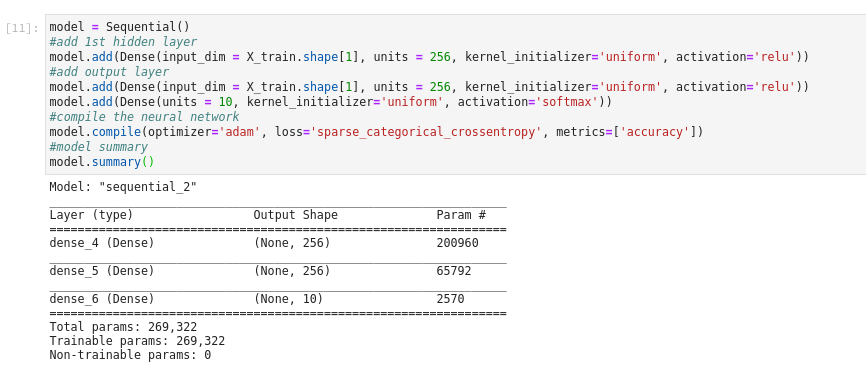 [11]: model = Sequential()
#add 1st hidden layer
model.add(Dense(input_dim = X_train.shape[1], units = 256, kernel_initializer='uniform', activation='relu'))
#add output layer
model.add(Dense(input_dim = X_train.shape[1], units = 256, kernel_initializer='uniform', activation='relu'))
model.add(Dense(units = 10, kernel_initializer='uniform', activation='softmax'))
#compile the neural network
model.compile(optimizer='adam', loss='sparse_categorical_crossentropy', metrics=['accuracy'])
#model summary
model.summary()
Model: "sequential_2"
_________________________________________________________________
Layer (type)                 Output Shape              Param #
=================================================================
dense_4 (Dense)              (None, 256)               200960
_________________________________________________________________
dense_5 (Dense)              (None, 256)               65792
_________________________________________________________________
dense_6 (Dense)              (None, 10)                2570
=================================================================
Total params: 269,322
Trainable params: 269,322
Non-trainable params: 0